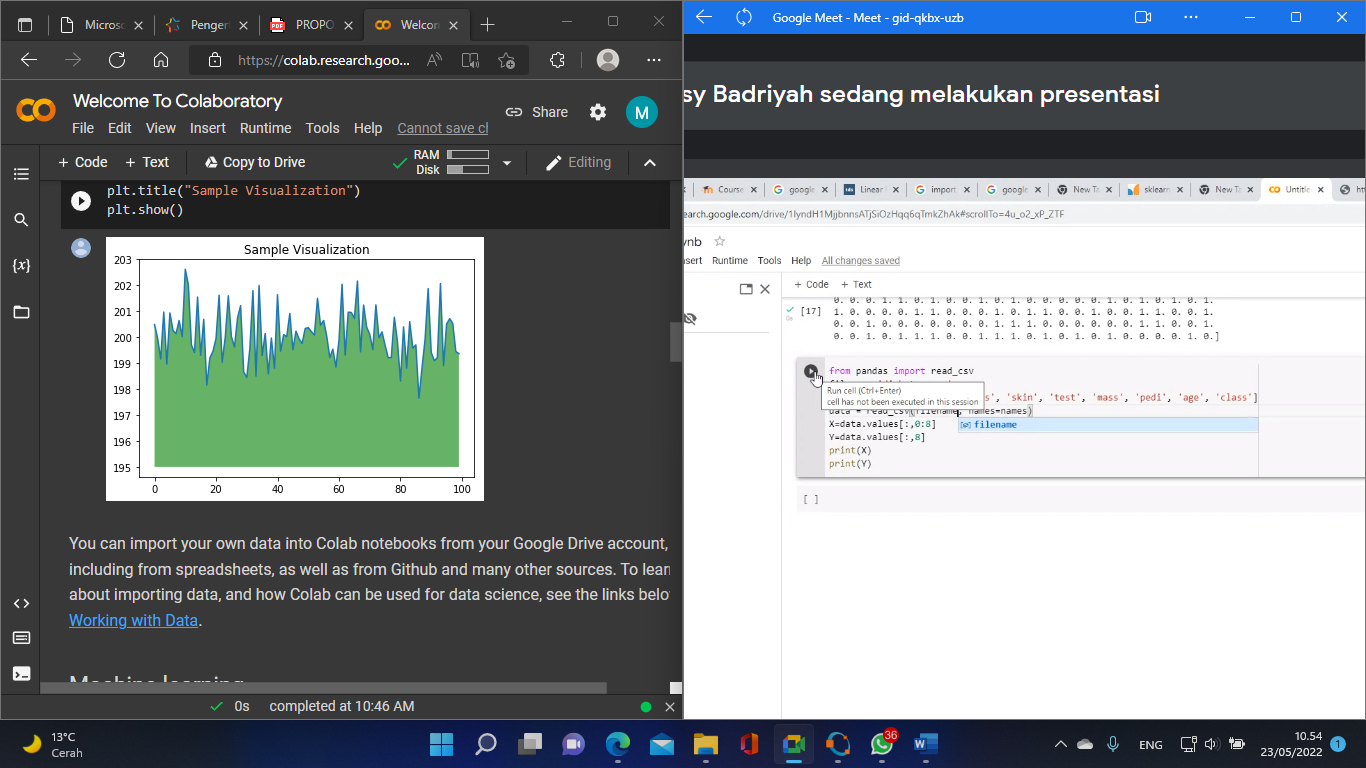 Microsc
Penger
PROPO
Welcon
https://colab.research.goo...
Welcome To Colaboratory
Share
M
File Edit View Insert Runtime Tools Help Cannot save cl
+ Code + Text Copy to Drive
RAM
Disk
Editing
plt.title("Sample Visualization")
plt.show()
{x}
Sample Visualization
203
202
201
200
199
198
197
196
195
0 20 40 60 80 100
You can import your own data into Colab notebooks from your Google Drive account,
including from spreadsheets, as well as from Github and many other sources. To lear
about importing data, and how Colab can be used for data science, see the links belo
Working with Data.
Machine learning
0s completed at 10:46 AM
Google Meet - Meet - gid-qkbx-uzb
sy Badriyah sedang melakukan presentasi
Course
google
Linear
import
google
New Ta
sklearn
New Ta
Untitle
htt
earch.google.com/drive/1lyndH1MjjbnnsATjSiOzHqq6qTmkZhAk#scrollTo=4u_o2_xP_ZTF
ynb
sert Runtime Tools Help All changes saved
+ Code + Text
0. 0. 0. 1. 1. 0. 1. 0. 0. 1. 0. 1. 0. 0. 0. 0. 0. 1. 0. 1. 0. 1. 0. 1.
[17] 1. 0. 0. 0. 0. 1. 1. 0. 0. 0. 1. 0. 1. 1. 0. 0. 1. 0. 0. 1. 1. 0. 0. 1.
0. 0. 1. 0. 0. 0. 0. 0. 0. 0. 1. 1. 1. 0. 0. 0. 0. 0. 0. 1. 1. 0. 0. 1.
0. 0. 1. 0. 1. 1. 1. 0. 0. 1. 1. 1. 0. 1. 0. 1. 0. 1. 0. 0. 0. 0. 1. 0.]
from pandas import read_csv
Run cell (Ctrl+Enter)
cell has not been executed in this session
s', 'skin', 'test', 'mass', 'pedi', 'age', 'class']
data = read_csv(filename, names=names)
X=data.values[:,0:8]
filename
Y=data.values[:,8]
print(X)
print(Y)
[ ]
13°C
Cerah
36
ENG
10.54
23/05/2022
1